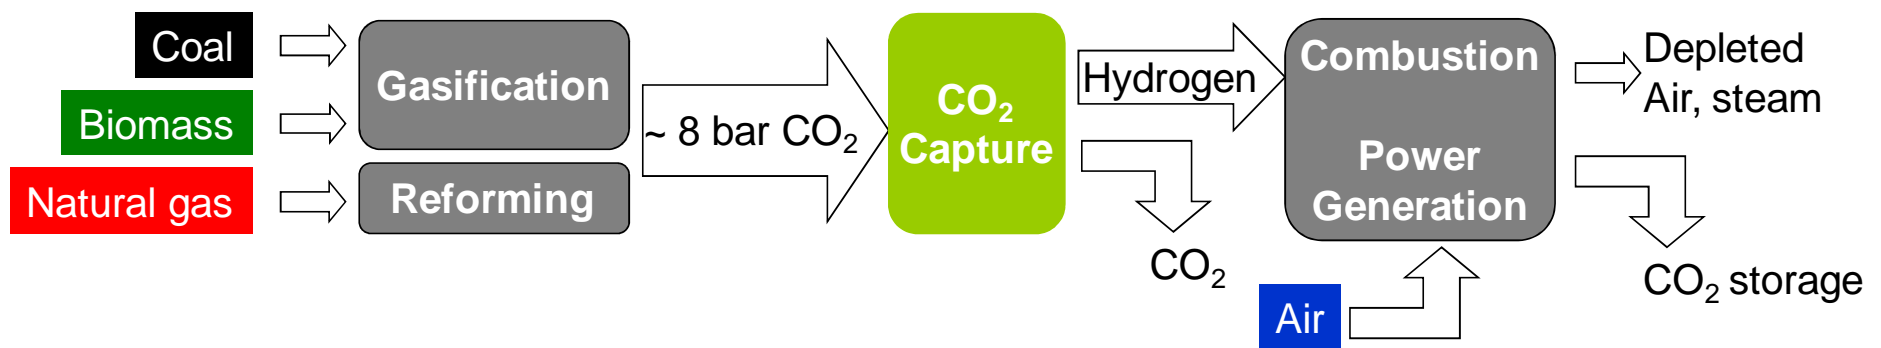 Coal
Biomass
Natural gas
Gasification
Reforming
~ 8 bar CO₂
CO₂
Capture
Hydrogen
CO₂
Combustion
Power
Generation
Air
Depleted
Air, steam
CO₂ storage